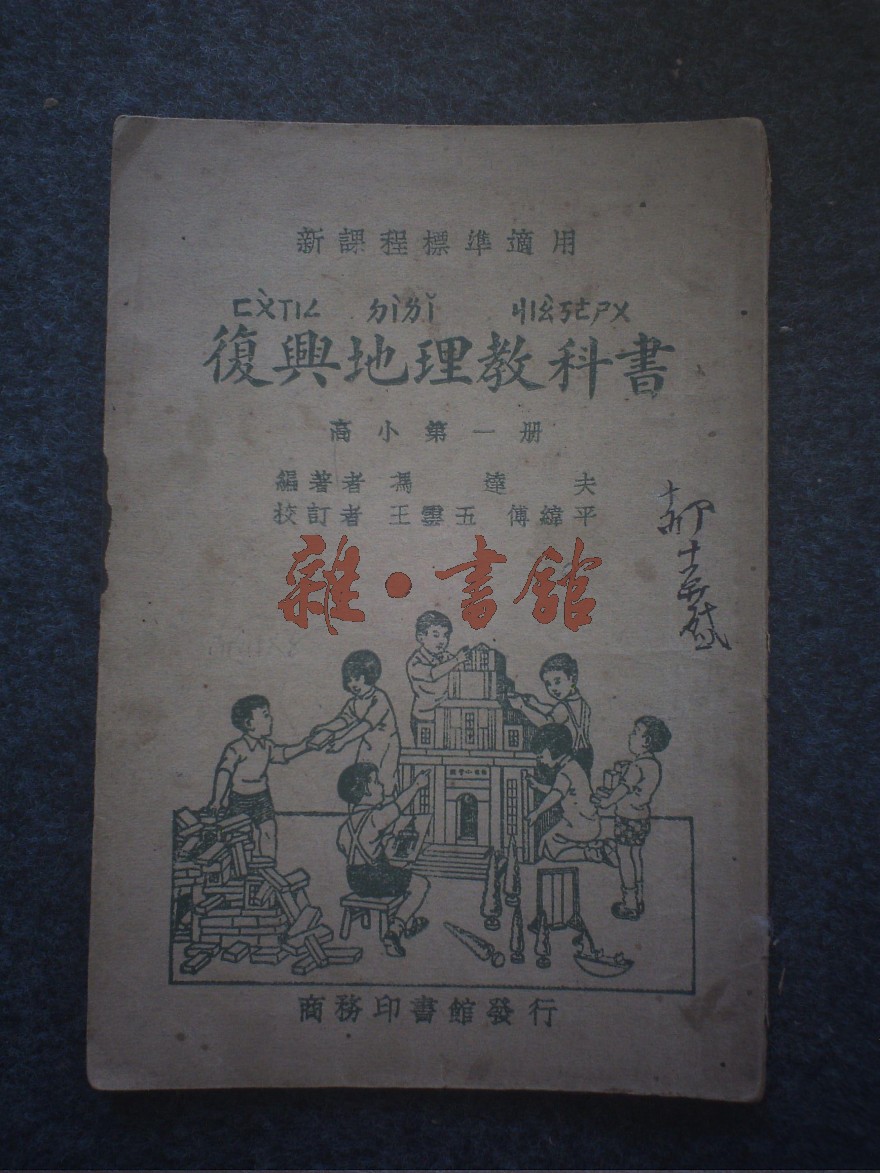 新課程標準適用
ㄈㄨˋㄒㄧㄥ ㄉㄧˋㄌㄧˇ ㄐㄧㄠˋㄎㄜㄕㄨ
復興地理教科書
高小第一册
編著者 馮達夫
校訂者 王雲五 傅緯平
雜·書館
商務印書館發行